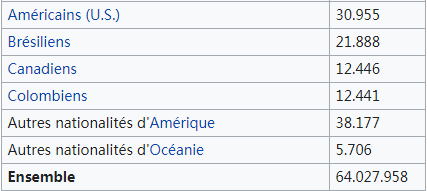 Américains (U.S.) 30.955
Brésiliens 21.888
Canadiens 12.446
Colombiens 12.441
Autres nationalités d'Amérique 38.177
Autres nationalités d'Océanie 5.706
Ensemble 64.027.958